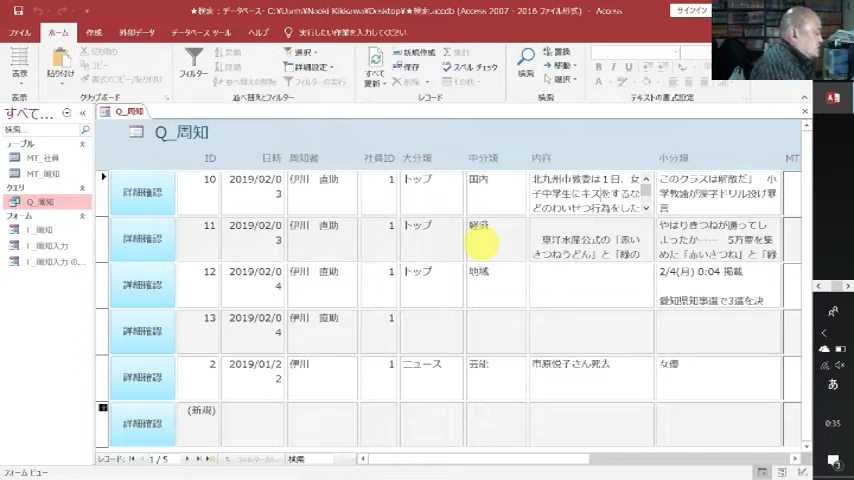 ★検索 : データベース- C:¥Users¥Naoki Kikkawa¥Desktop¥★検索.accdb (Access 2007 - 2016 ファイル形式) - Access
サインイン
ファイル ホーム 作成 外部データ データベース ツール ヘルプ 実行したい作業を入力してください
表示 貼り付け 切り取り コピー 書式のコピー/貼り付け フィルター 昇順 降順 並べ替えの解除 選択 詳細設定 フィルターの実行 すべて更新 新規作成 保存 削除 集計 スペル チェック 検索 置換 移動 選択
表示 クリップボード 並べ替えとフィルター レコード 検索 テキストの書式設定
すべて...
検索...
テーブル
MT_社員
MT_周知
クエリ
Q_周知
フォーム
I_周知
I_周知入力
I_周知入力 の...
Q_周知
Q_周知
ID 日時 周知者 社員ID 大分類 中分類 内容 小分類 MT
詳細確認 10 2019/02/03 伊川 直助 1 トップ 国内
北九州市教委は1日、女
子中学生にキスをするな
どのわいせつ行為をした
このクラスは解散だ」 小
学教諭が漢字ドリル投げ暴
言
詳細確認 11 2019/02/03 伊川 直助 1 トップ 経済
東洋水産公式の「赤い
きつねうどん」と「緑の
やはりきつねが勝ってし
まったか…… 5万票を集
めた「赤いきつね」と「緑
詳細確認 12 2019/02/04 伊川 直助 1 トップ 地域
2/4(月) 0:04 掲載
愛知県知事選で3選を決
詳細確認 13 2019/02/04 伊川 直助 1
詳細確認 2 2019/01/22 伊川 1 ニュース 芸能 市原悦子さん死去 女優
詳細確認 (新規)
レコード: 1 / 5 フィルターなし 検索
フォーム ビュー
あ
0:35
3